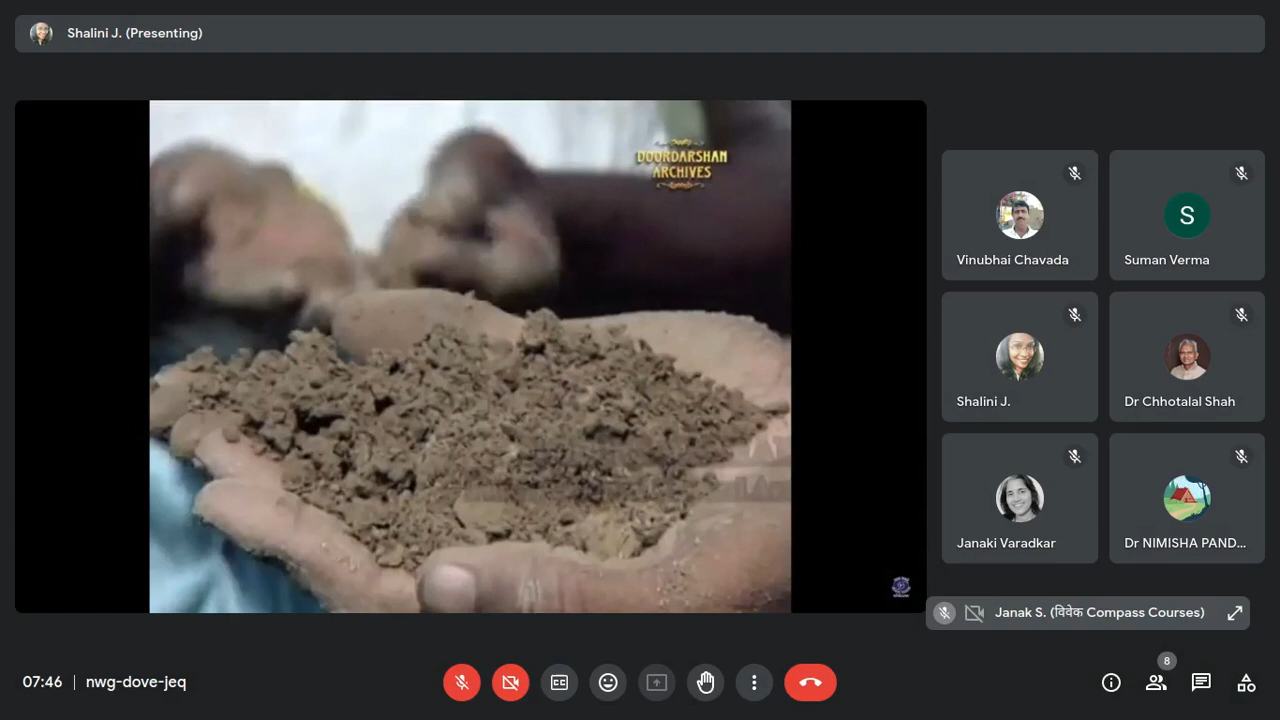 Shalini J. (Presenting)
DOORDARSHAN
ARCHIVES
Vinubhai Chavada
S
Suman Verma
Shalini J.
Dr Chhotalal Shah
Janaki Varadkar
Dr NIMISHA PAND...
Janak S. (विवेक Compass Courses)
07:46 | nwg-dove-jeq
CC
8